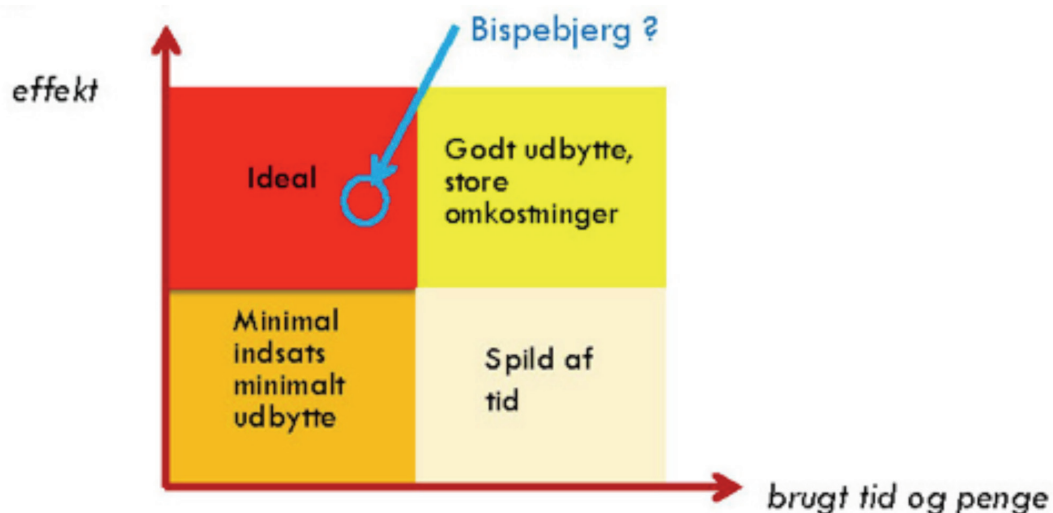 Bispebjerg ?
effekt
Ideal
Godt udbytte,
store
omkostninger
Minimal
indsats
minimalt
udbytte
Spild af
tid
brugt tid og penge